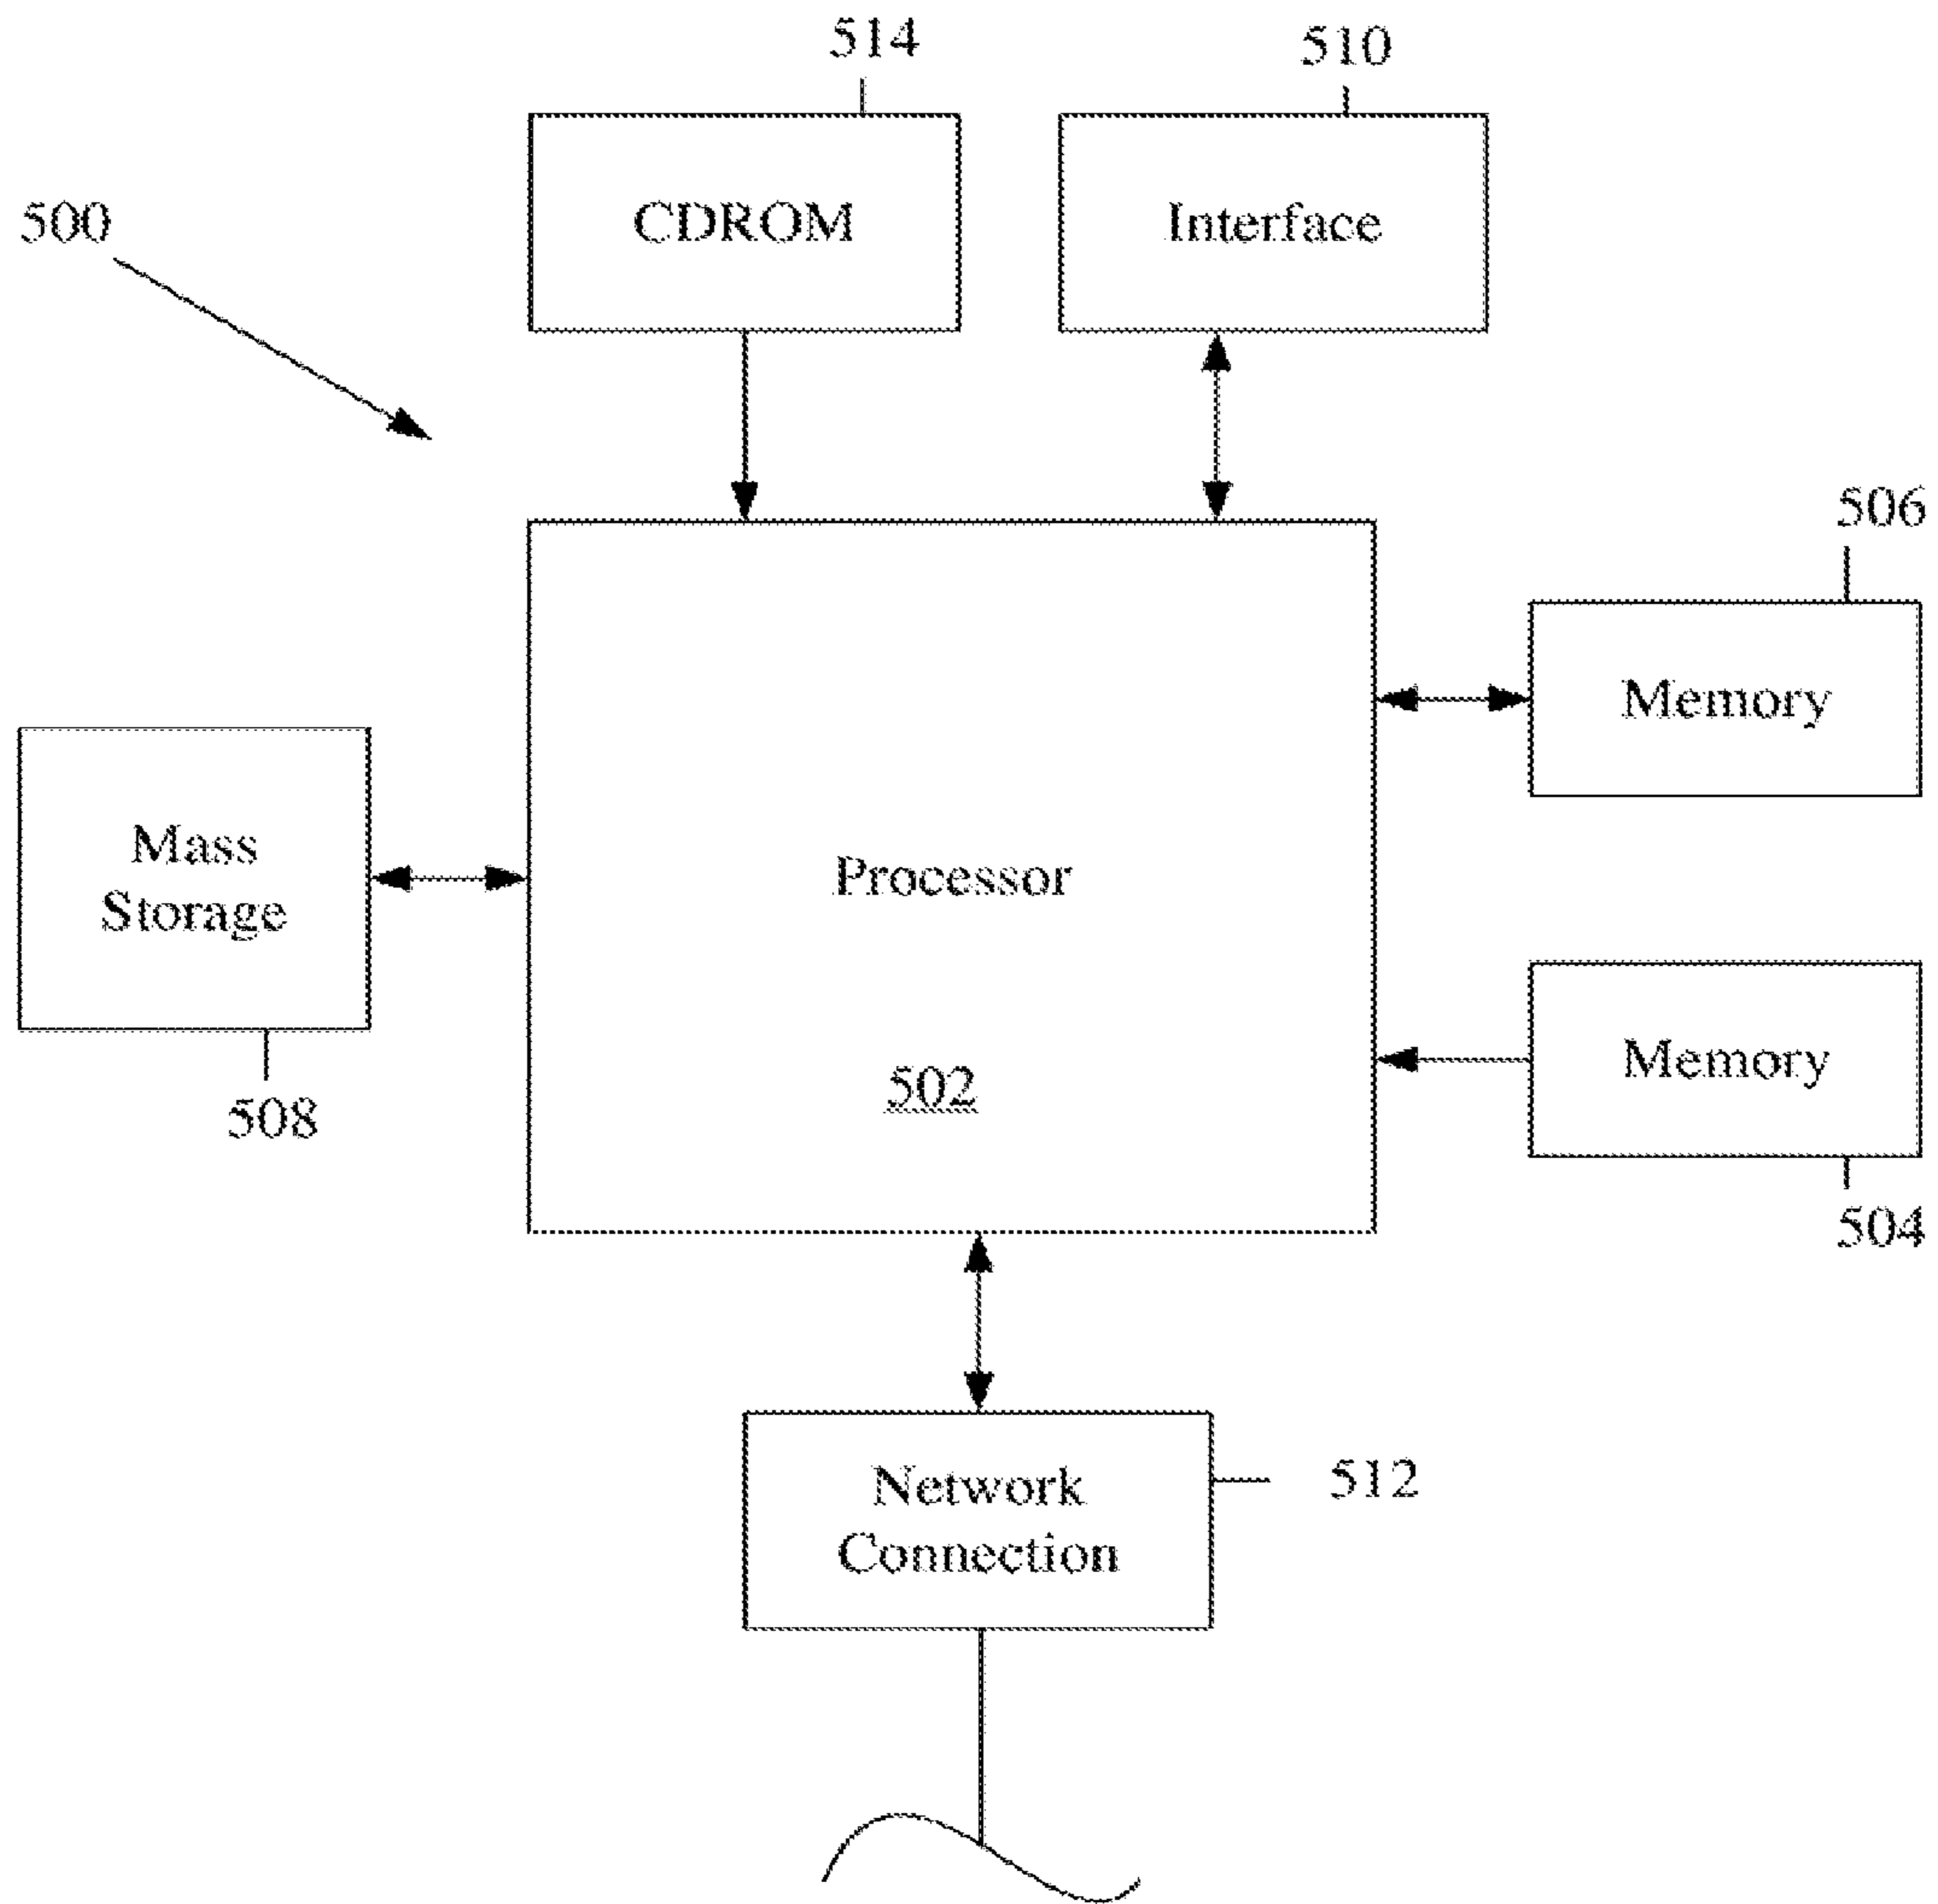 514
510
CDROM
Interface
500
506
Memory
Mass
Storage
Processor
Memory
502
508
504
Network
Connection
512